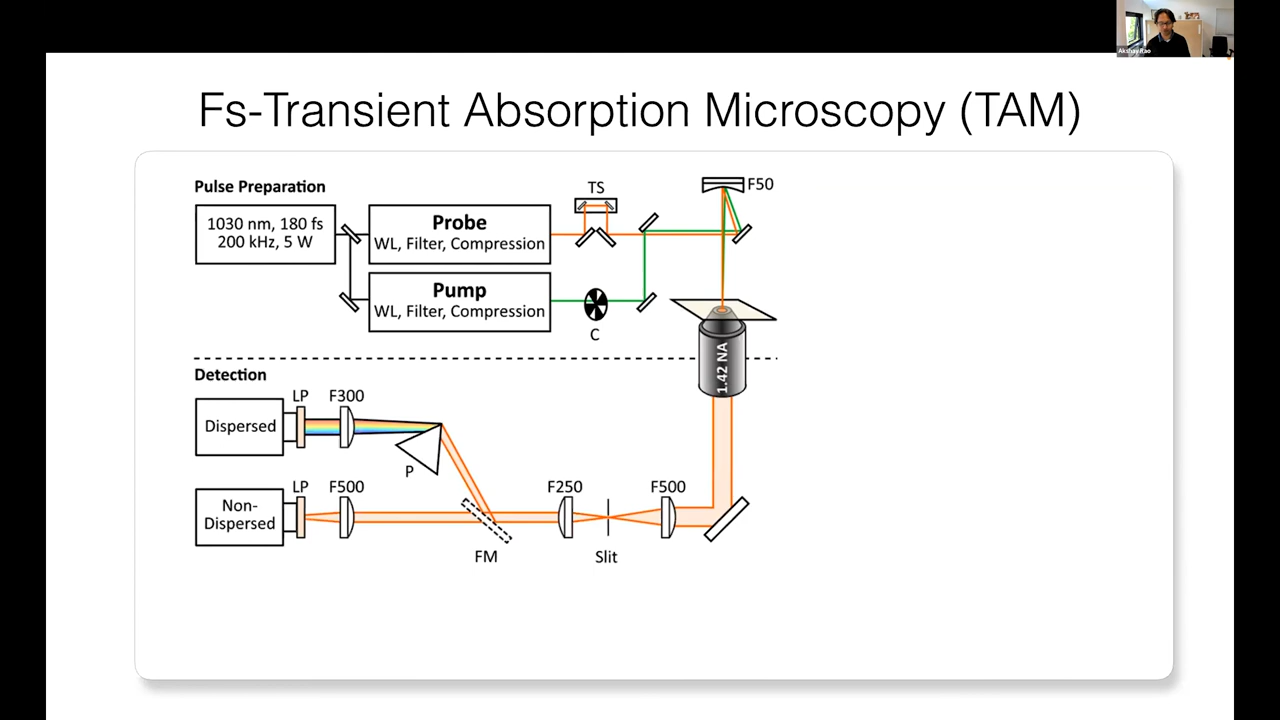 Akshay Rao
Fs-Transient Absorption Microscopy (TAM)
Pulse Preparation
1030 nm, 180 fs
200 kHz, 5 W
Probe
WL, Filter, Compression
Pump
WL, Filter, Compression
TS
C
F50
1.42 NA
Detection
Dispersed
LP
F300
P
Non-
Dispersed
LP
F500
FM
F250
Slit
F500